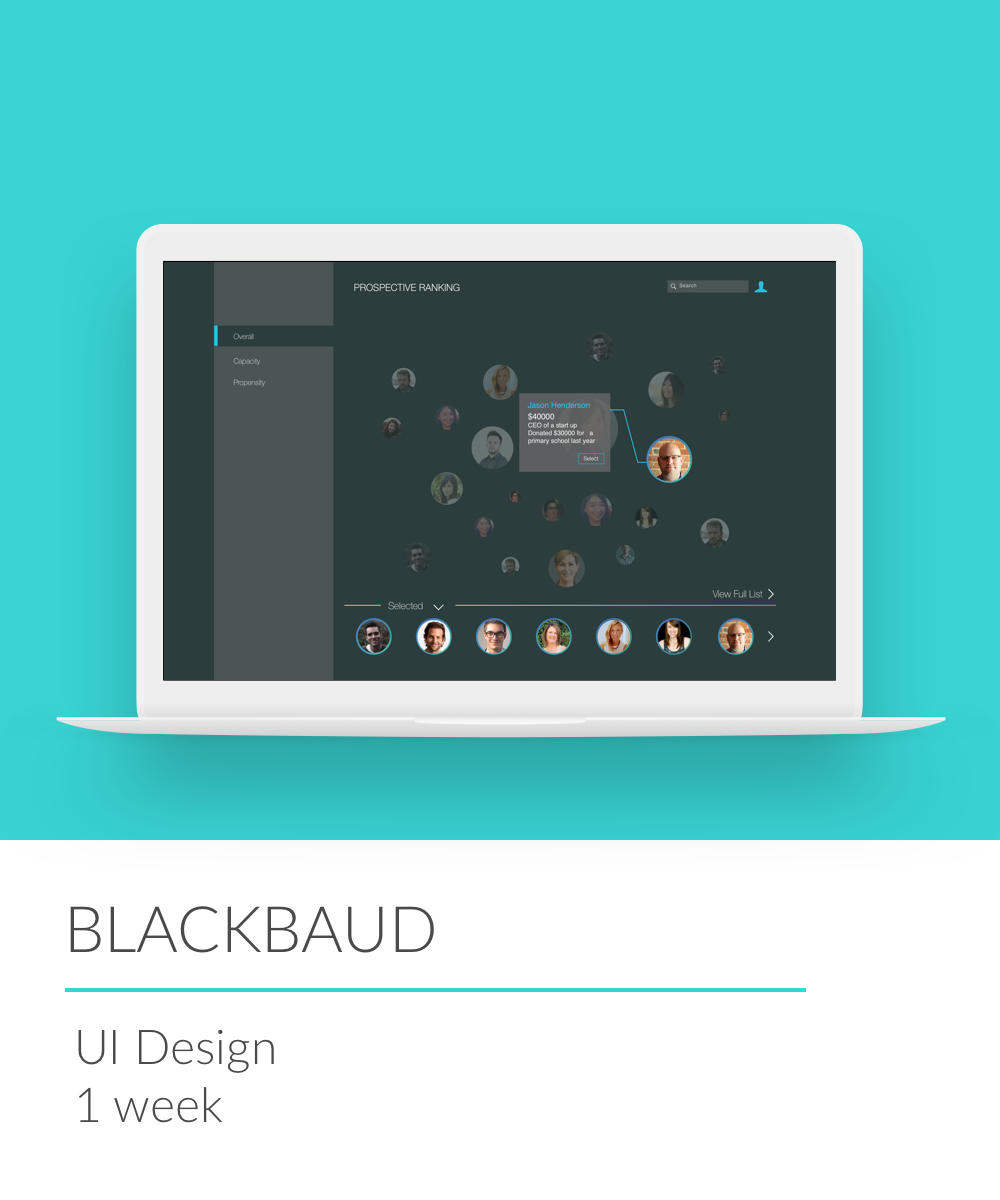 PROSPECTIVE RANKING
Search
Overall
Capacity
Propensity
Jason Henderson
$40000
CEO of a start up
Donated $30000 for a
primary school last year
Select
View Full List
Selected
BLACKBAUD
UI Design
1 week